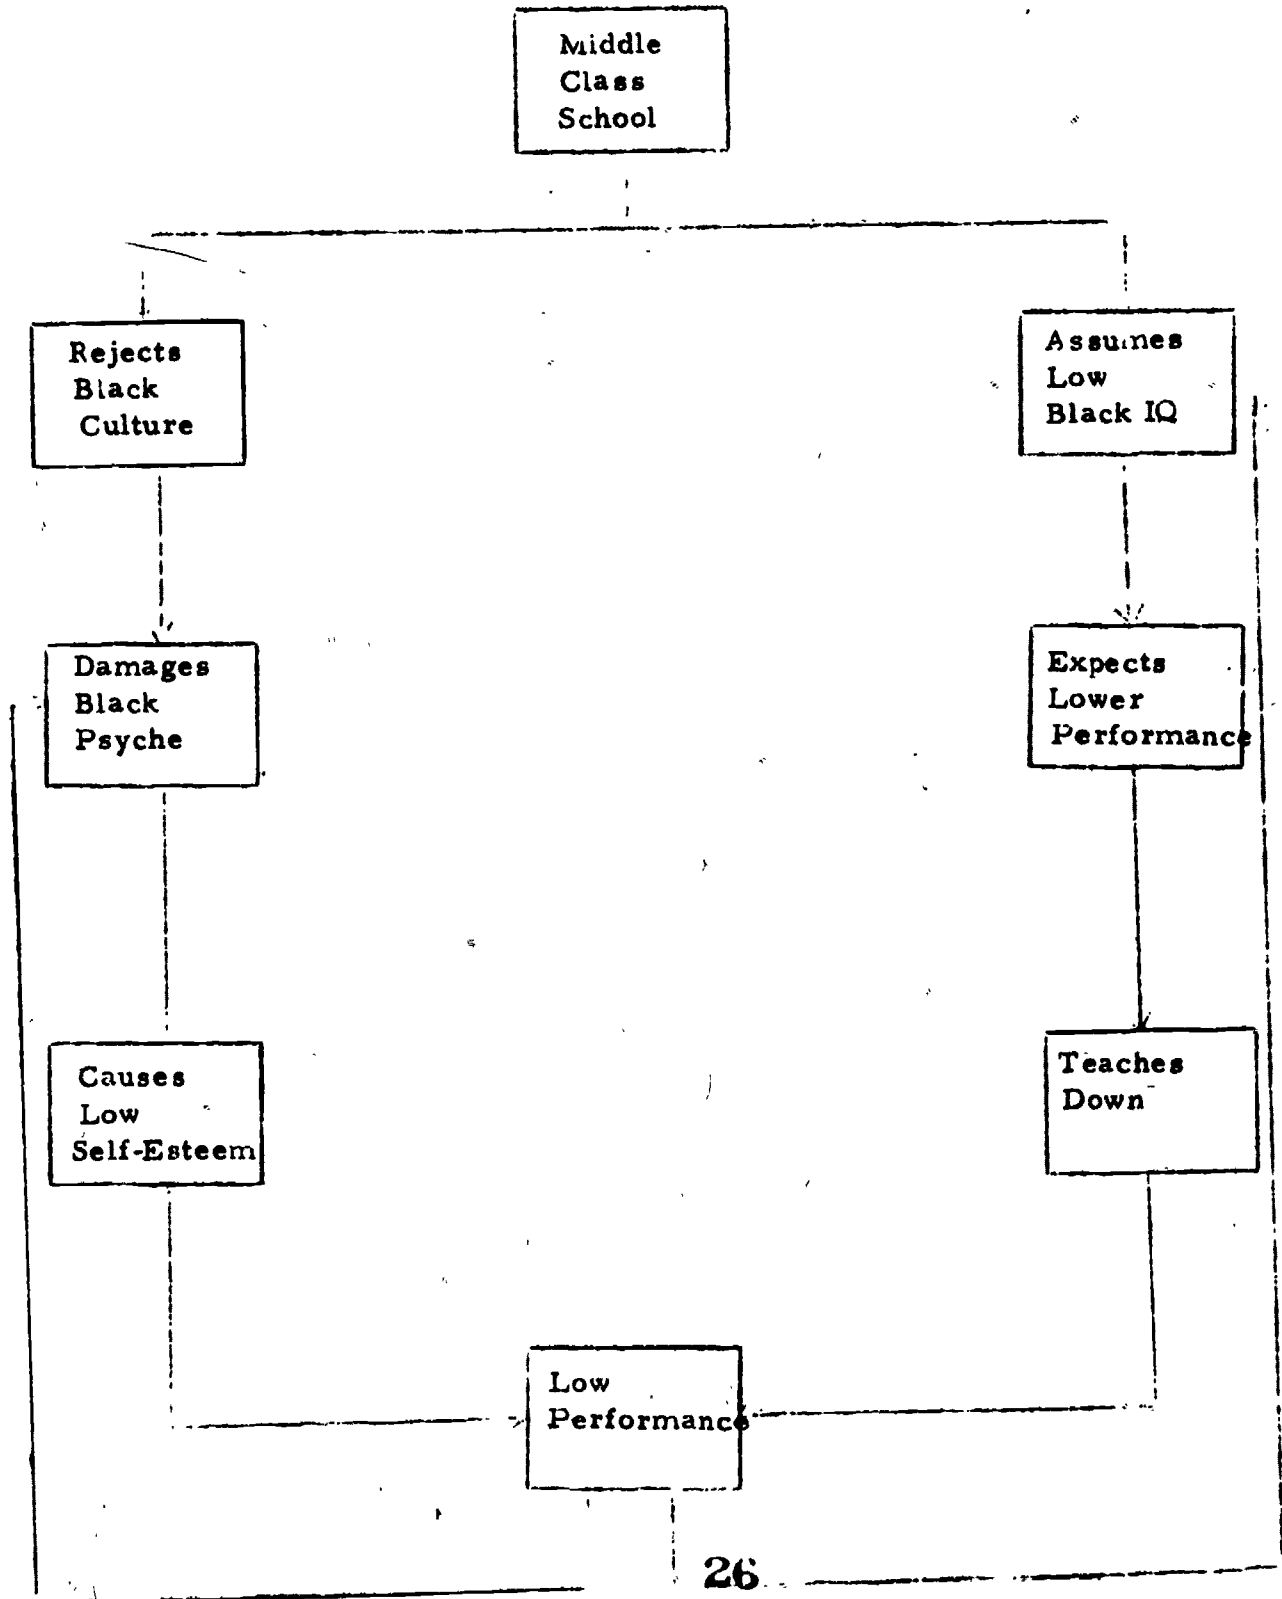 Middle
Class
School
Rejects
Black
Culture
Assumes
Low
Black IQ
Damages
Black
Psyche
Expects
Lower
Performance
Causes
Low
Self-Esteem
Teaches
Down
Low
Performance
26